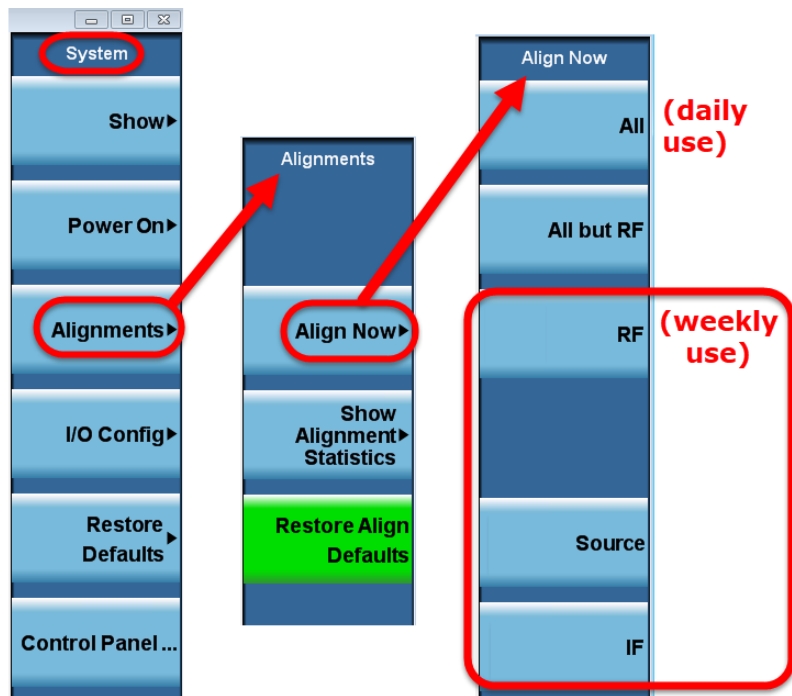 System
Show
Power On
Alignments
I/O Config
Restore
Defaults
Control Panel ...
Alignments
Align Now
Show
Alignment
Statistics
Restore Align
Defaults
Align Now
All
(daily
use)
All but RF
RF
(weekly
use)
Source
IF